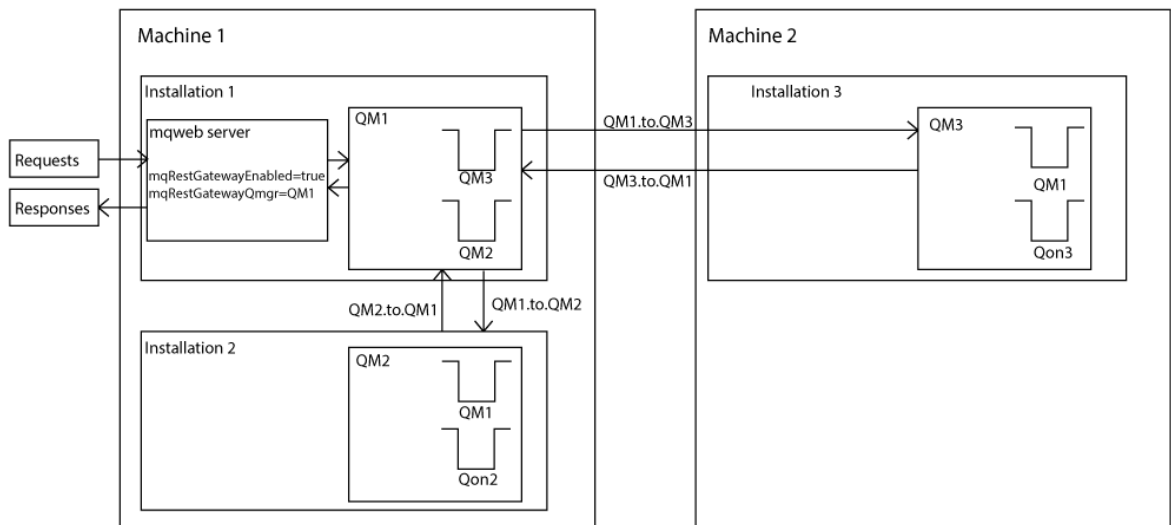 Machine 1
Machine 2
Installation 1
Installation 3
mqweb server
QM1
QM1.to.QM3
QM3
Requests
mqRestGatewayEnabled=true
QM3
QM1
mqRestGatewayQmgr=QM1
QM3.to.QM1
Responses
QM2
Qon3
QM2.to.QM1
QM1.to.QM2
Installation 2
QM2
QM1
Qon2